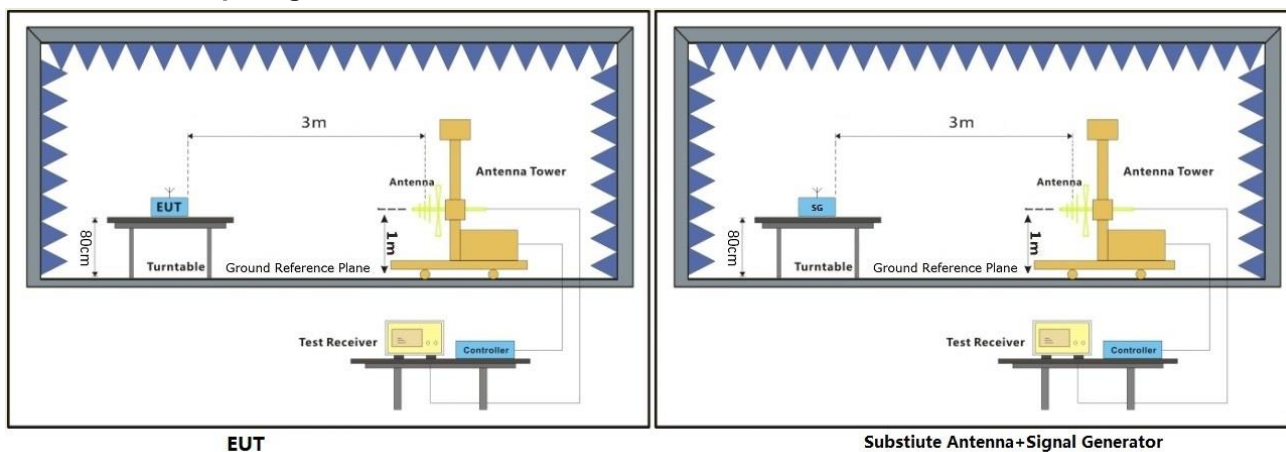 3m
Antenna
Antenna Tower
EUT
80cm
1m
Turntable
Ground Reference Plane
Test Receiver
Controller
EUT
3m
Antenna
Antenna Tower
SG
80cm
1m
Turntable
Ground Reference Plane
Test Receiver
Controller
Substiute Antenna+Signal Generator